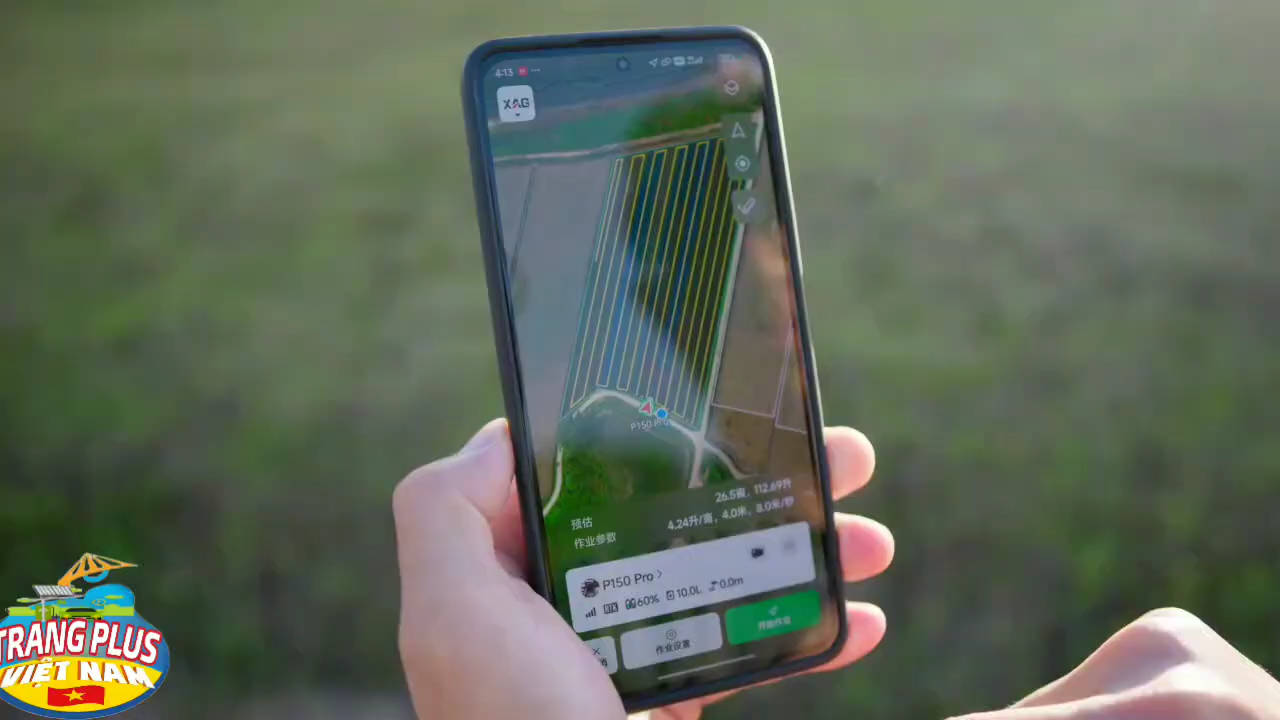 4:13
XAG
P150 Pro
预估
26.5亩, 112.69升
作业参数
4.24升/亩, 4.0米, 8.0米/秒
P150 Pro
RTK 60% 10.0L 0.0m
作业设置
开始作业
TRANG PLUS
VIỆT NAM